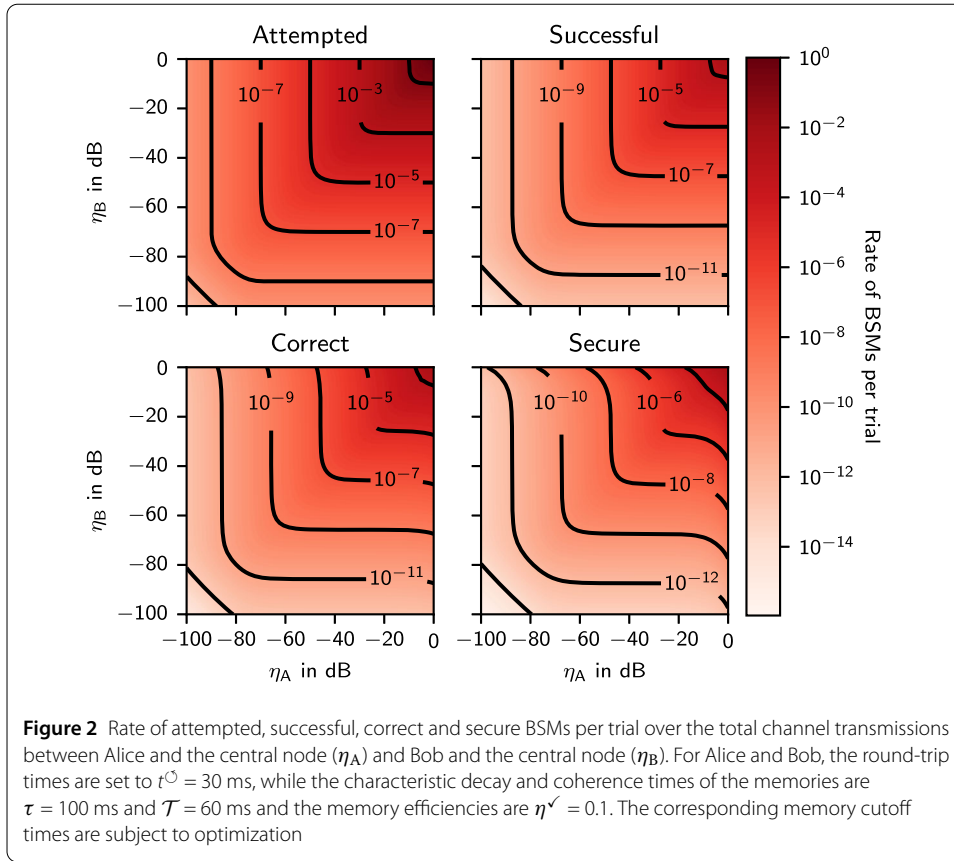 Attempted
Successful
0
−20
−40
−60
−80
−100
η_B in dB
10⁻⁷
10⁻³
10⁻⁵
10⁻⁷
10⁻⁹
10⁻⁵
10⁻⁷
10⁻¹¹
10⁰
10⁻²
10⁻⁴
10⁻⁶
10⁻⁸
10⁻¹⁰
10⁻¹²
10⁻¹⁴
Rate of BSMs per trial
Correct
Secure
0
−20
−40
−60
−80
−100
η_B in dB
10⁻⁹
10⁻⁵
10⁻⁷
10⁻¹¹
10⁻¹⁰
10⁻⁶
10⁻⁸
10⁻¹²
−100 −80 −60 −40 −20 0
−100 −80 −60 −40 −20 0
η_A in dB
η_A in dB
Figure 2 Rate of attempted, successful, correct and secure BSMs per trial over the total channel transmissions
between Alice and the central node (η_A) and Bob and the central node (η_B). For Alice and Bob, the round-trip
times are set to t^↺ = 30 ms, while the characteristic decay and coherence times of the memories are
τ = 100 ms and 𝒯 = 60 ms and the memory efficiencies are η^✓ = 0.1. The corresponding memory cutoff
times are subject to optimization